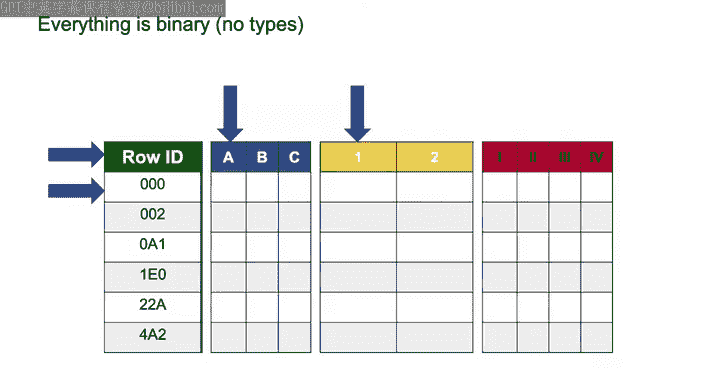 Everything is binary (no types)
Row ID A B C 1 2 I II III IV
000
002
0A1
1E0
22A
4A2